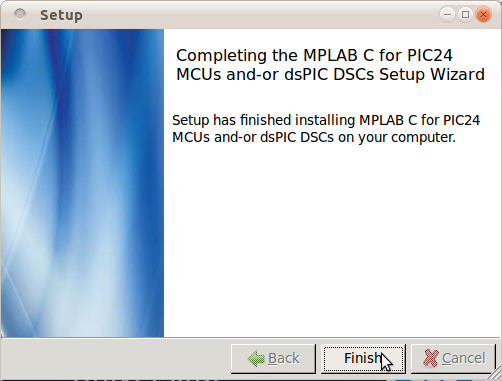 Setup
Completing the MPLAB C for PIC24
MCUs and-or dsPIC DSCs Setup Wizard
Setup has finished installing MPLAB C for PIC24
MCUs and-or dsPIC DSCs on your computer.
Back
Finish
Cancel